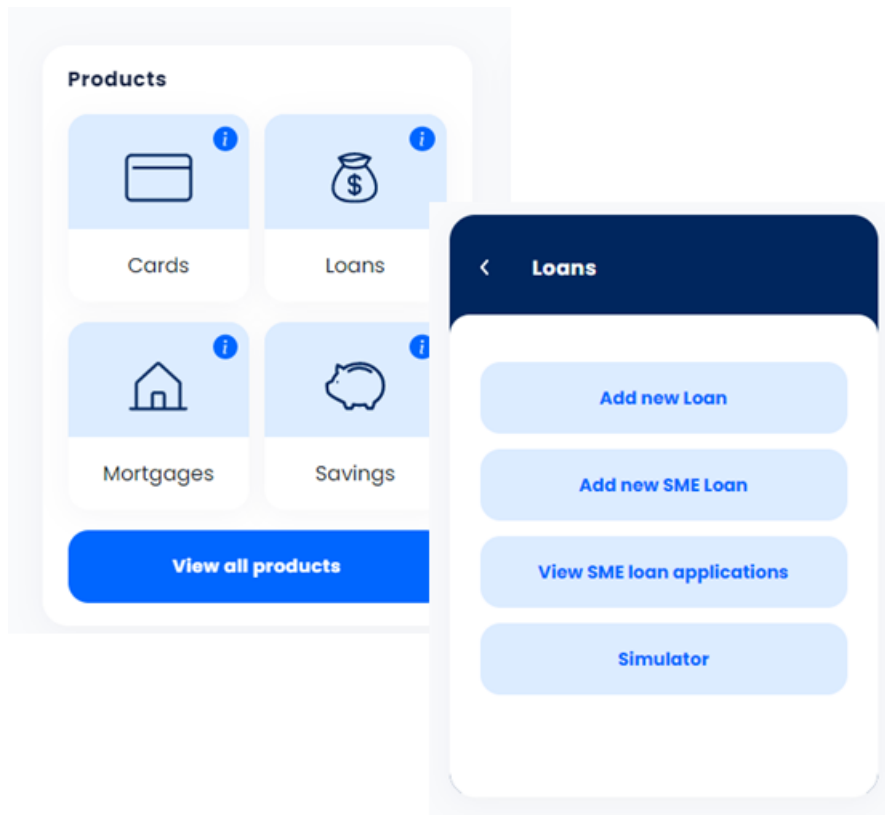 Products
i
i
$
Cards
Loans
i
i
Mortgages
Savings
View all products
Loans
Add new Loan
Add new SME Loan
View SME loan applications
Simulator